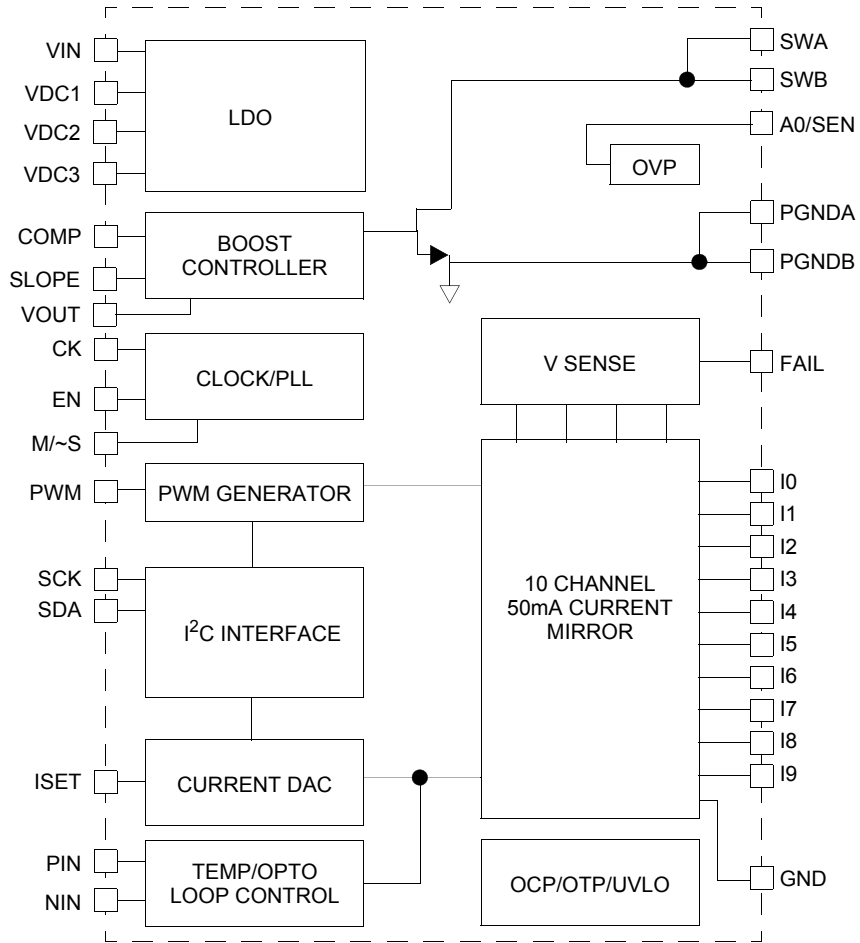 VIN
VDC1
VDC2
VDC3
LDO
COMP
SLOPE
VOUT
BOOST
CONTROLLER
CK
EN
M/~S
CLOCK/PLL
PWM
PWM GENERATOR
SCK
SDA
I²C INTERFACE
ISET
CURRENT DAC
PIN
NIN
TEMP/OPTO
LOOP CONTROL
SWA
SWB
A0/SEN
OVP
PGNDA
PGNDB
V SENSE
FAIL
10 CHANNEL
50mA CURRENT
MIRROR
I0
I1
I2
I3
I4
I5
I6
I7
I8
I9
OCP/OTP/UVLO
GND